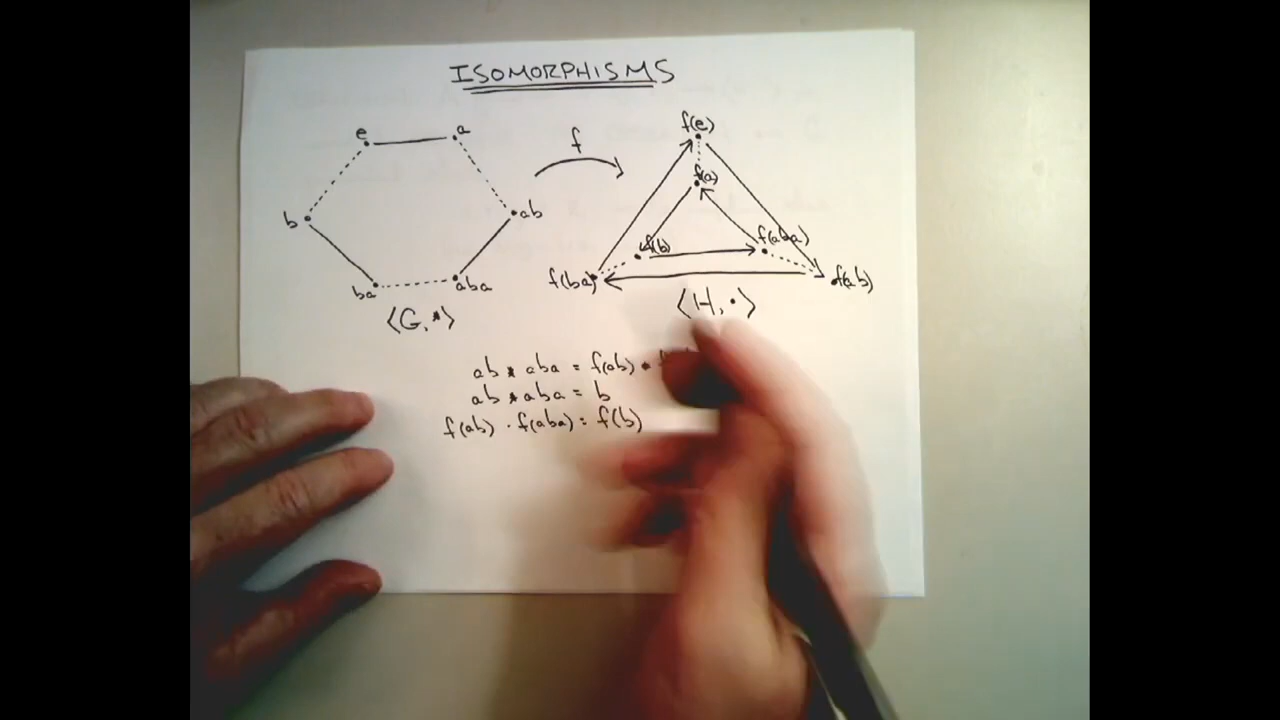 ISOMORPHISMS
e
a
f
f(e)
f(a)
b
ab
f(b)
f(aba)
ba
aba
f(ba)
f(ab)
⟨G, *⟩
⟨H, ·⟩
ab * aba = f(ab) *
ab * aba = b
f(ab) · f(aba) = f(b)